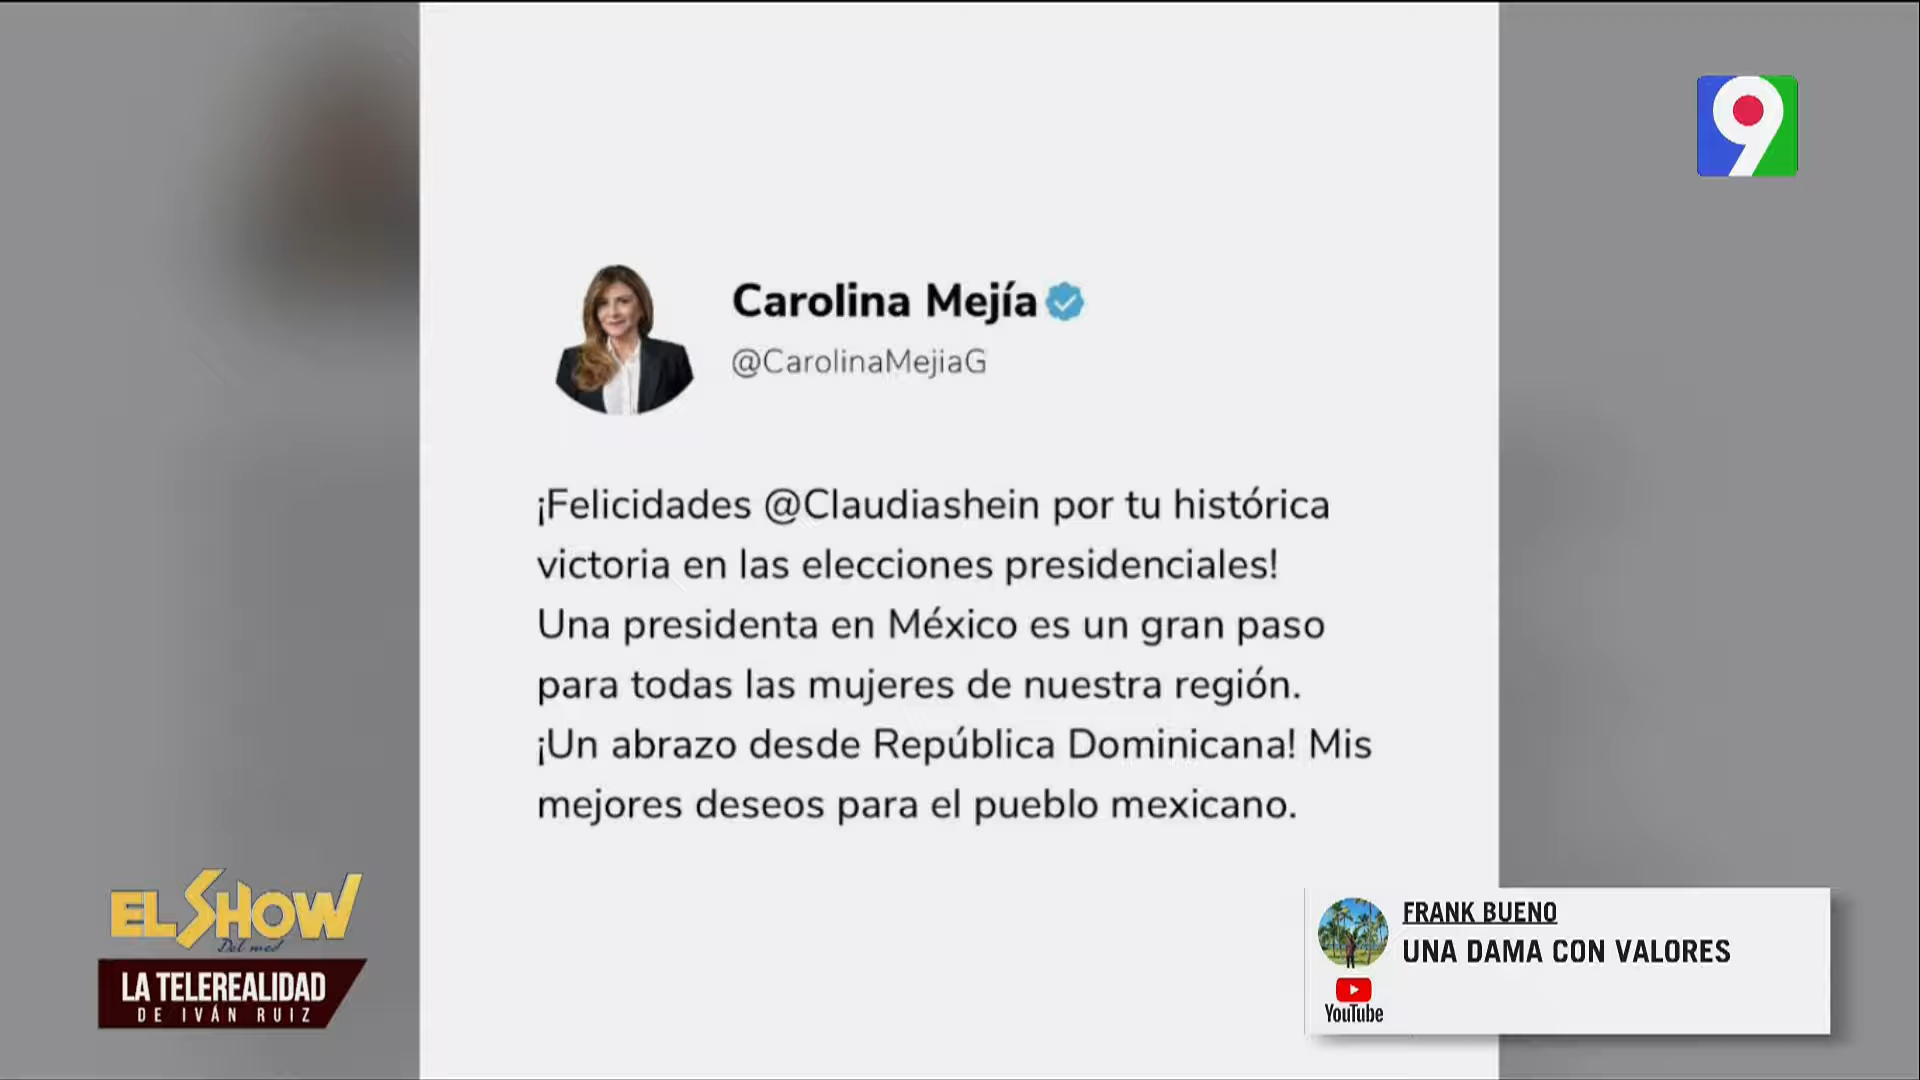 9
Carolina Mejía
@CarolinaMejiaG
¡Felicidades @Claudiashein por tu histórica
victoria en las elecciones presidenciales!
Una presidenta en México es un gran paso
para todas las mujeres de nuestra región.
¡Un abrazo desde República Dominicana! Mis
mejores deseos para el pueblo mexicano.
EL SHOW
Del med
LA TELEREALIDAD
DE IVÁN RUIZ
FRANK BUENO
UNA DAMA CON VALORES
YouTube